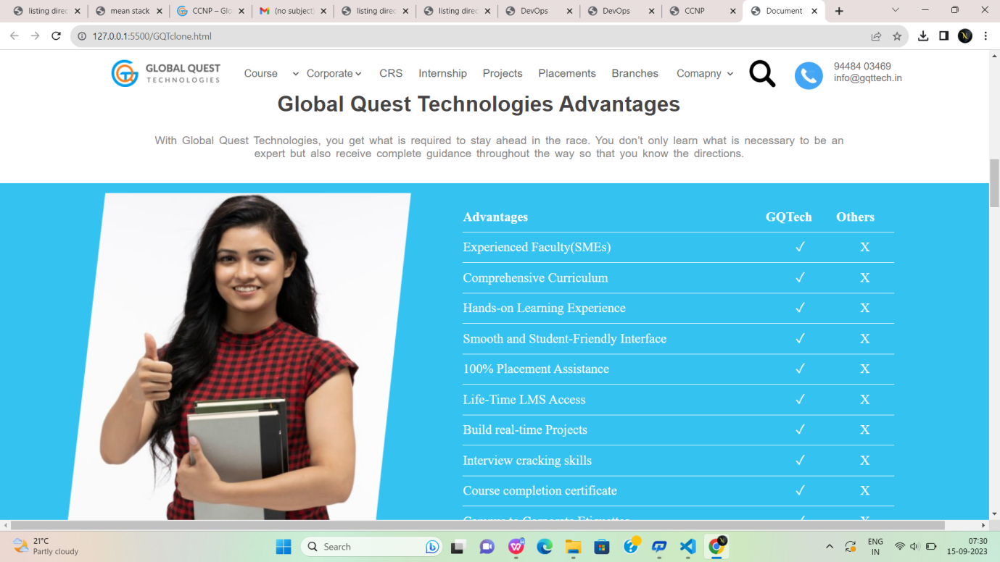 listing direc
mean stack
CCNP – Glo
(no subject)
listing direc
listing direc
DevOps
DevOps
CCNP
Document
127.0.0.1:5500/GQTclone.html
GLOBAL QUEST
TECHNOLOGIES
Course Corporate CRS Internship Projects Placements Branches Comapny
94484 03469
info@gqttech.in
Global Quest Technologies Advantages
With Global Quest Technologies, you get what is required to stay ahead in the race. You don’t only learn what is necessary to be an
expert but also receive complete guidance throughout the way so that you know the directions.
Advantages GQTech Others
Experienced Faculty(SMEs) ✓ X
Comprehensive Curriculum ✓ X
Hands-on Learning Experience ✓ X
Smooth and Student-Friendly Interface ✓ X
100% Placement Assistance ✓ X
Life-Time LMS Access ✓ X
Build real-time Projects ✓ X
Interview cracking skills ✓ X
Course completion certificate ✓ X
21°C
Partly cloudy
Search
ENG
IN
07:30
15-09-2023